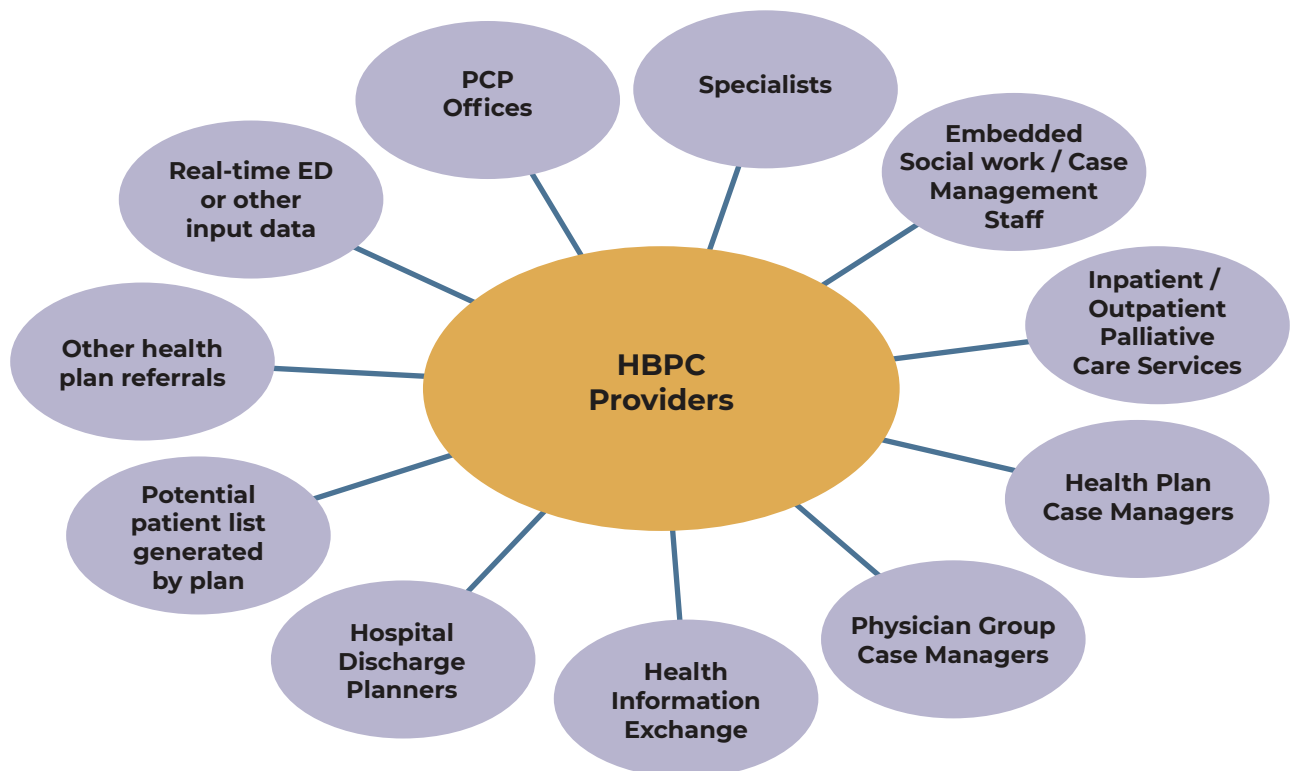 PCP
Offices
Specialists
Embedded
Social work / Case
Management
Staff
Real-time ED
or other
input data
Inpatient /
Outpatient
Palliative
Care Services
Other health
plan referrals
HBPC
Providers
Health Plan
Case Managers
Potential
patient list
generated
by plan
Physician Group
Case Managers
Hospital
Discharge
Planners
Health
Information
Exchange